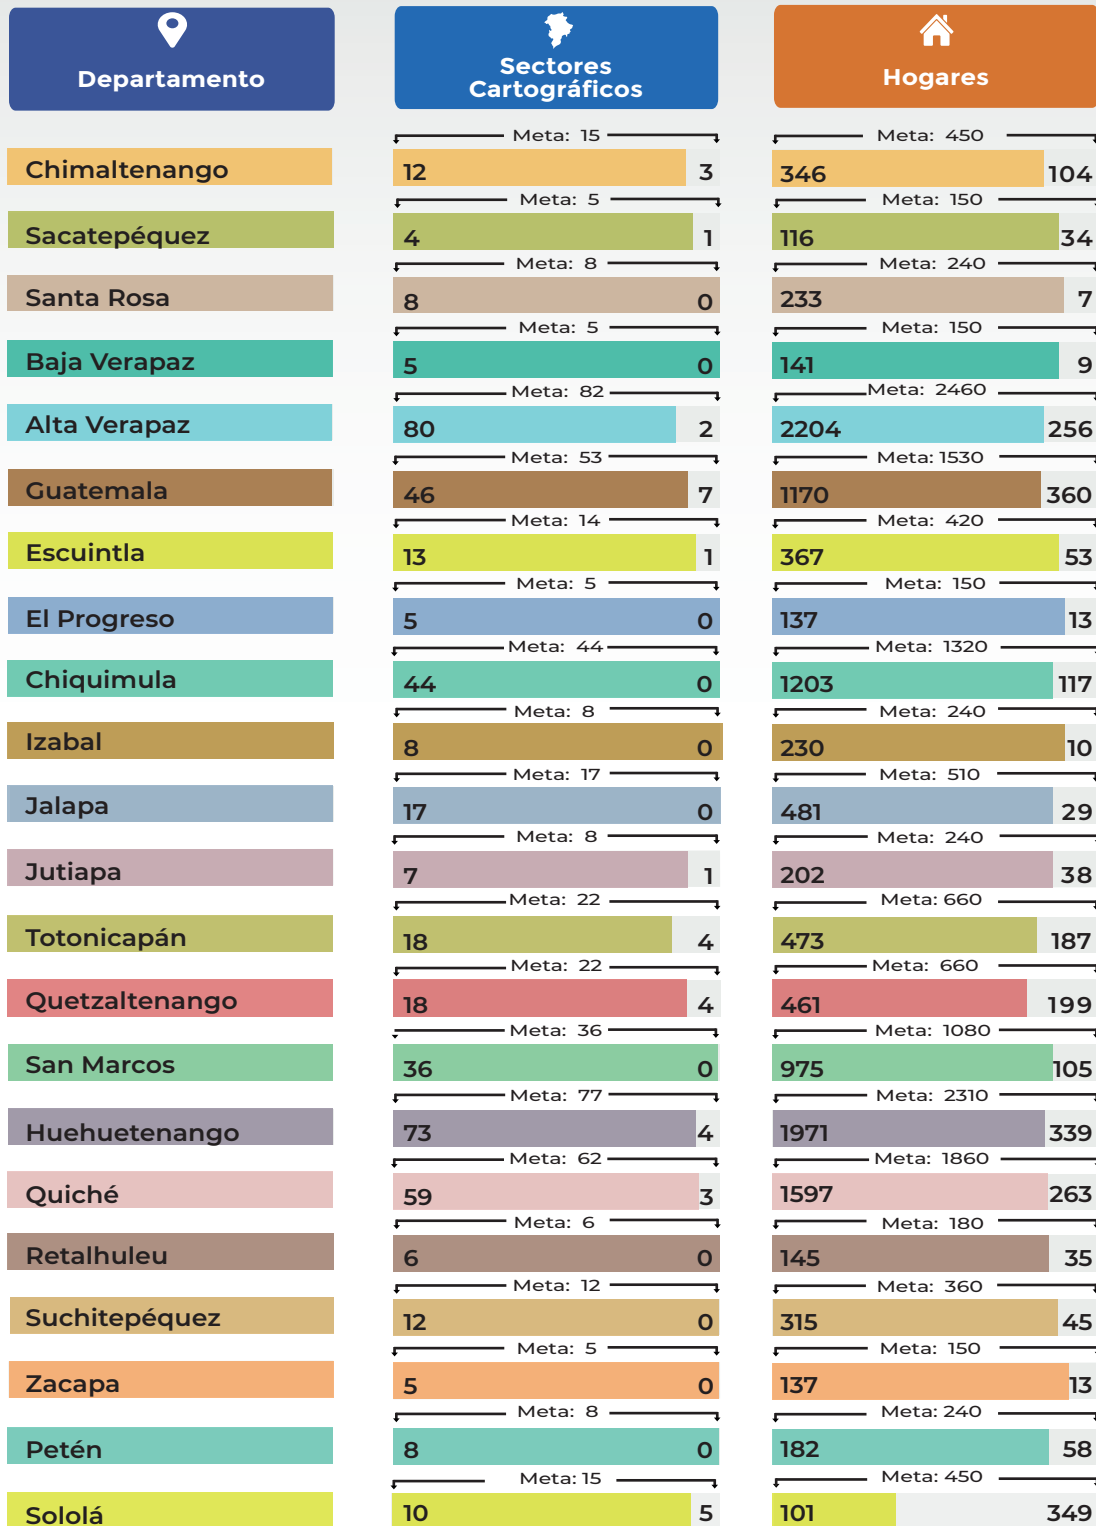 Departamento
Sectores
Cartográficos
Hogares
Meta: 15
Meta: 450
Chimaltenango
12 3
346 104
Meta: 5
Meta: 150
Sacatepéquez
4 1
116 34
Meta: 8
Meta: 240
Santa Rosa
8 0
233 7
Meta: 5
Meta: 150
Baja Verapaz
5 0
141 9
Meta: 82
Meta: 2460
Alta Verapaz
80 2
2204 256
Meta: 53
Meta: 1530
Guatemala
46 7
1170 360
Meta: 14
Meta: 420
Escuintla
13 1
367 53
Meta: 5
Meta: 150
El Progreso
5 0
137 13
Meta: 44
Meta: 1320
Chiquimula
44 0
1203 117
Meta: 8
Meta: 240
Izabal
8 0
230 10
Meta: 17
Meta: 510
Jalapa
17 0
481 29
Meta: 8
Meta: 240
Jutiapa
7 1
202 38
Meta: 22
Meta: 660
Totonicapán
18 4
473 187
Meta: 22
Meta: 660
Quetzaltenango
18 4
461 199
Meta: 36
Meta: 1080
San Marcos
36 0
975 105
Meta: 77
Meta: 2310
Huehuetenango
73 4
1971 339
Meta: 62
Meta: 1860
Quiché
59 3
1597 263
Meta: 6
Meta: 180
Retalhuleu
6 0
145 35
Meta: 12
Meta: 360
Suchitepéquez
12 0
315 45
Meta: 5
Meta: 150
Zacapa
5 0
137 13
Meta: 8
Meta: 240
Petén
8 0
182 58
Meta: 15
Meta: 450
Sololá
10 5
101 349